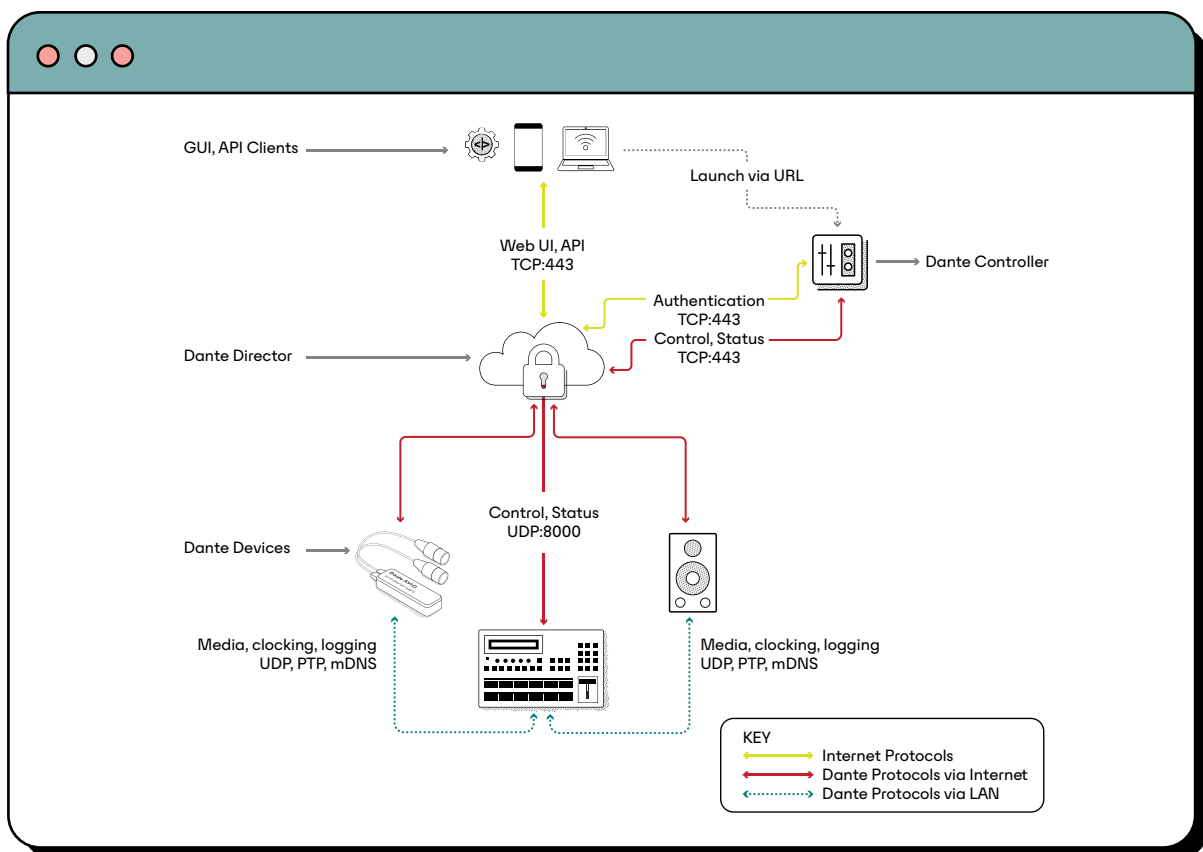 GUI, API Clients
Launch via URL
Web UI, API
TCP:443
Dante Controller
Authentication
TCP:443
Control, Status
TCP:443
Dante Director
Control, Status
UDP:8000
Dante Devices
Dante AVIO
Media, clocking, logging
UDP, PTP, mDNS
Media, clocking, logging
UDP, PTP, mDNS
KEY
Internet Protocols
Dante Protocols via Internet
Dante Protocols via LAN